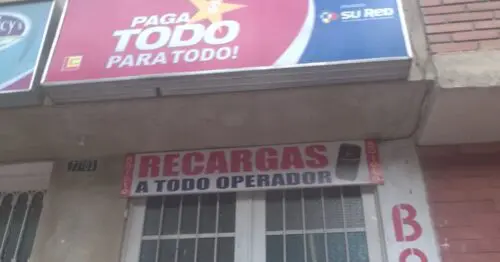 PAGA
TODO
PARA TODO!
SU RED
RECARGAS
A TODO OPERADOR